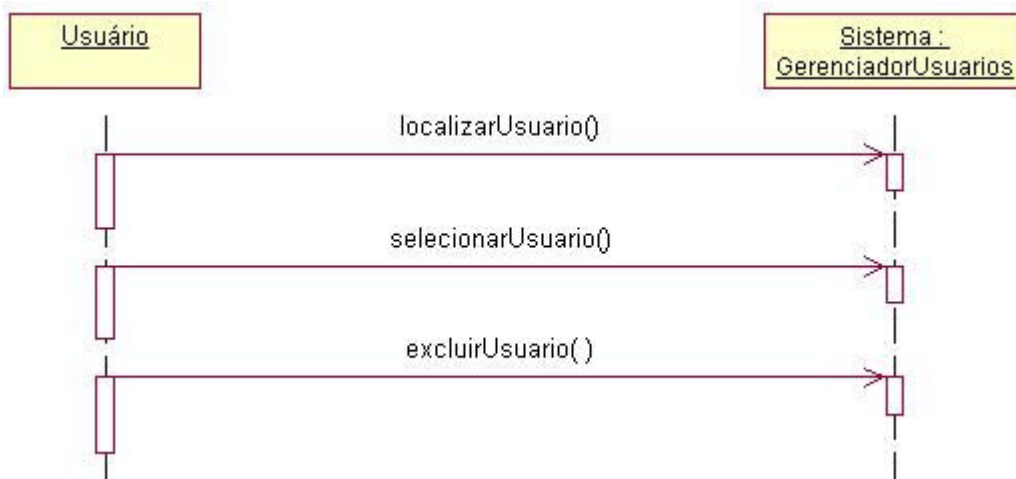 Usuário
Sistema :
GerenciadorUsuarios
localizarUsuario()
selecionarUsuario()
excluirUsuario( )